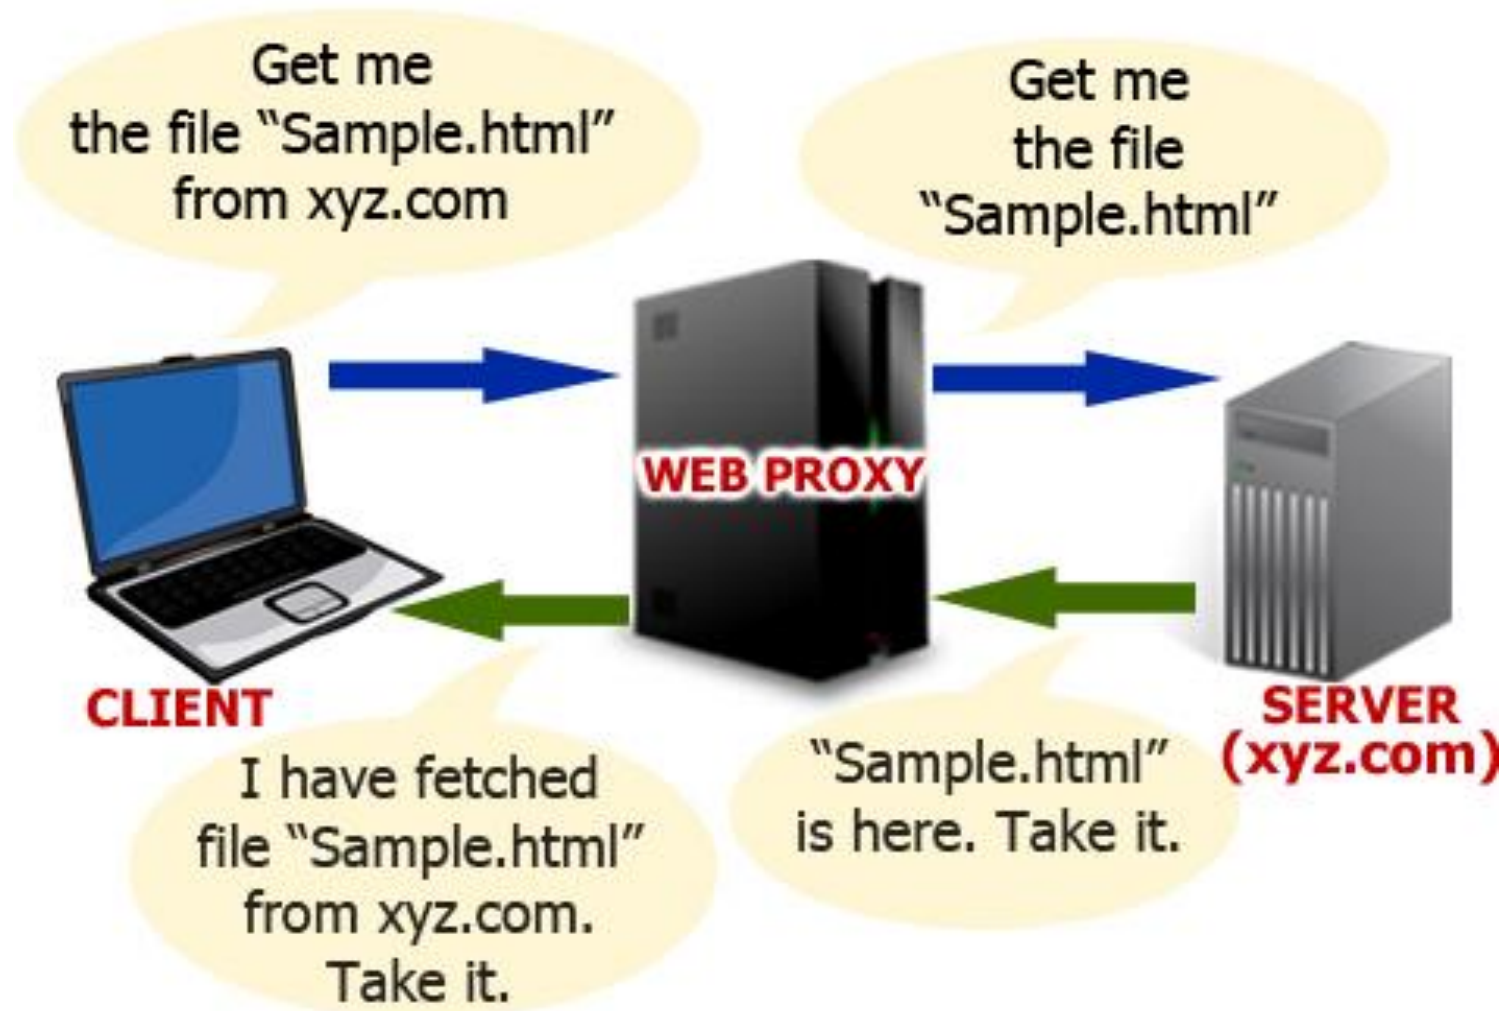 Get me
the file “Sample.html”
from xyz.com
Get me
the file
“Sample.html”
WEB PROXY
CLIENT
SERVER
(xyz.com)
I have fetched
file “Sample.html”
from xyz.com.
Take it.
“Sample.html”
is here. Take it.